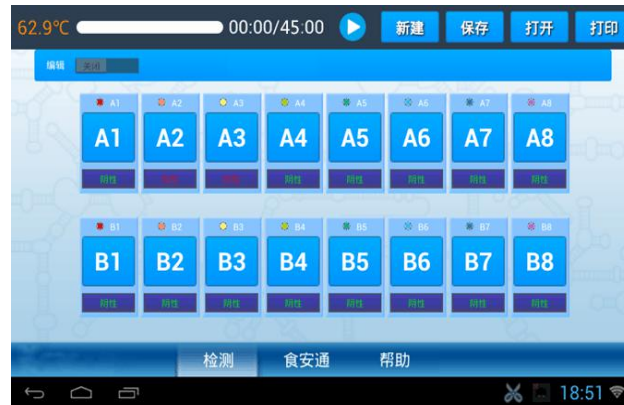 62.9℃ 00:00/45:00 新建 保存 打开 打印
编辑 关闭
A1 A2 A3 A4 A5 A6 A7 A8
A1 A2 A3 A4 A5 A6 A7 A8
阴性 阴性 阴性 阴性 阴性 阴性
B1 B2 B3 B4 B5 B6 B7 B8
B1 B2 B3 B4 B5 B6 B7 B8
阴性 阴性 阴性 阴性 阴性 阴性 阴性 阴性
检测 食安通 帮助
18:51